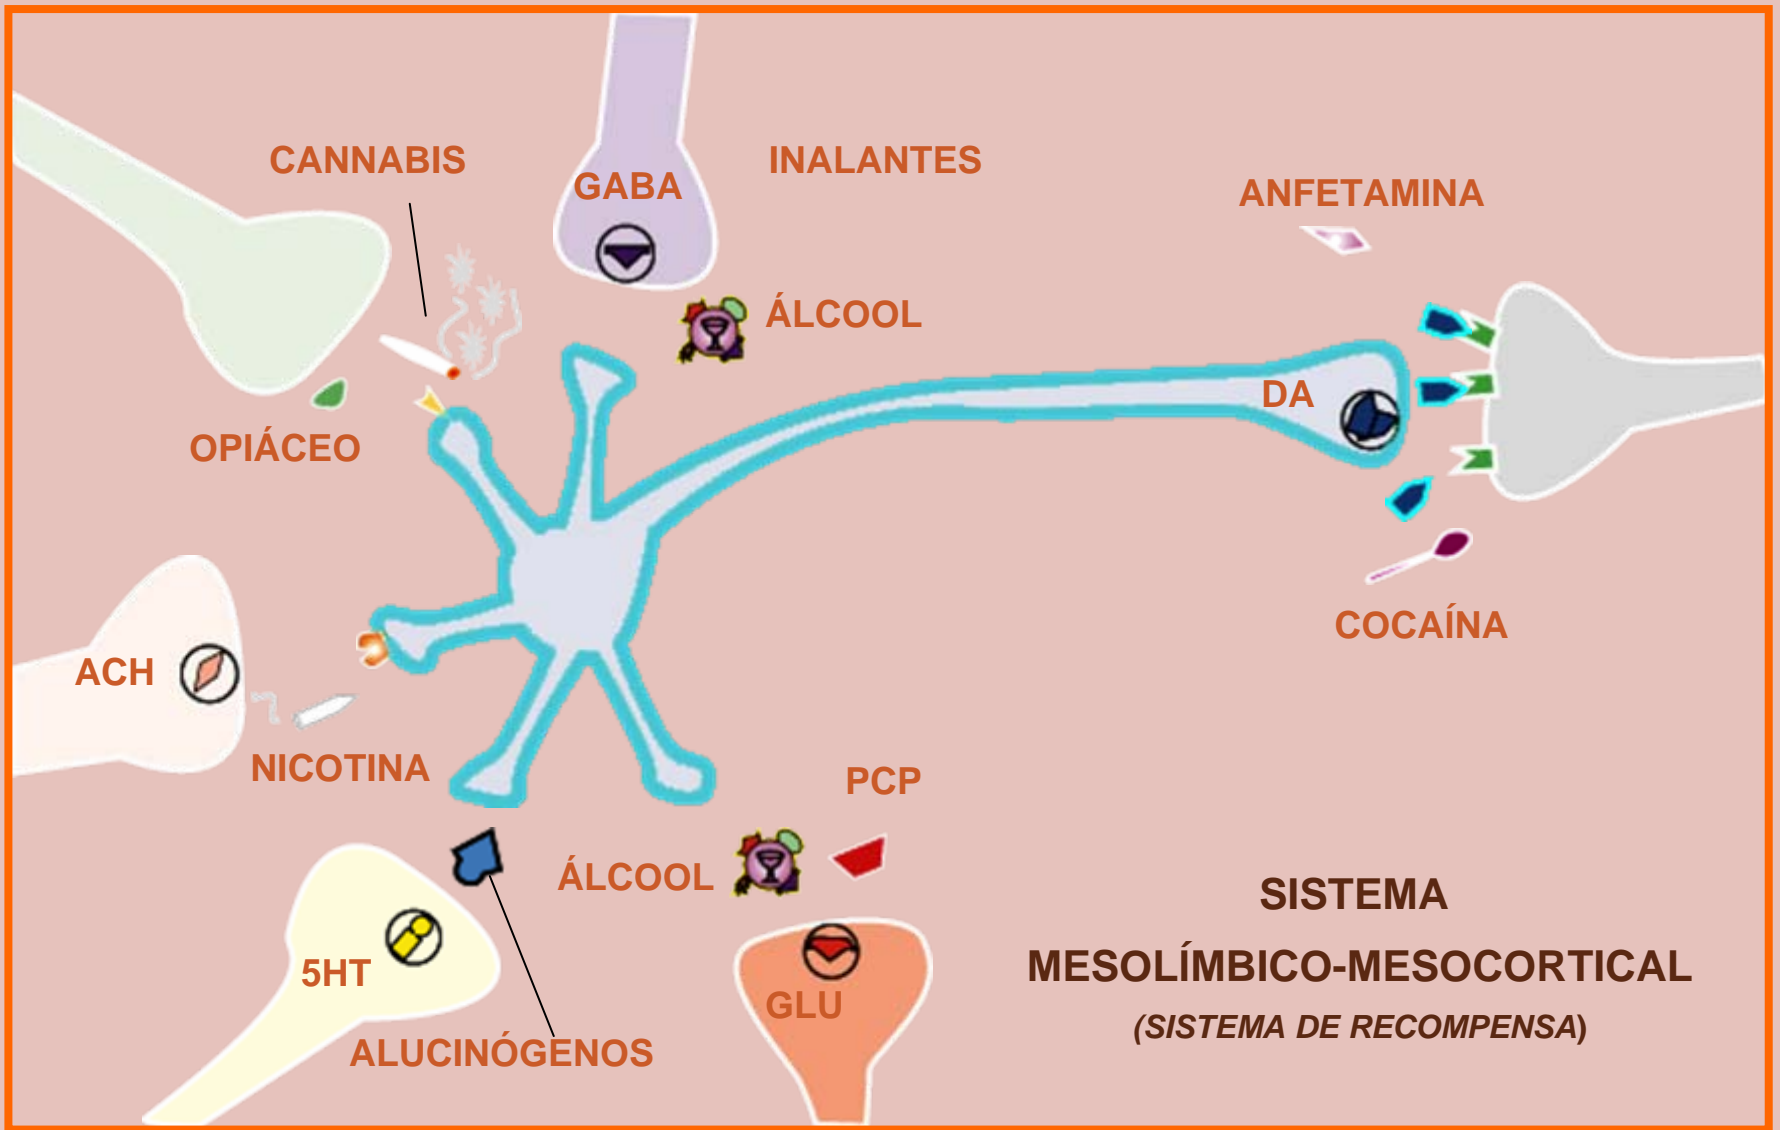 CANNABIS
INALANTES
GABA
ANFETAMINA
ÁLCOOL
DA
OPIÁCEO
COCAÍNA
ACH
NICOTINA
PCP
ÁLCOOL
5HT
GLU
ALUCINÓGENOS
SISTEMA
MESOLÍMBICO-MESOCORTICAL
(SISTEMA DE RECOMPENSA)